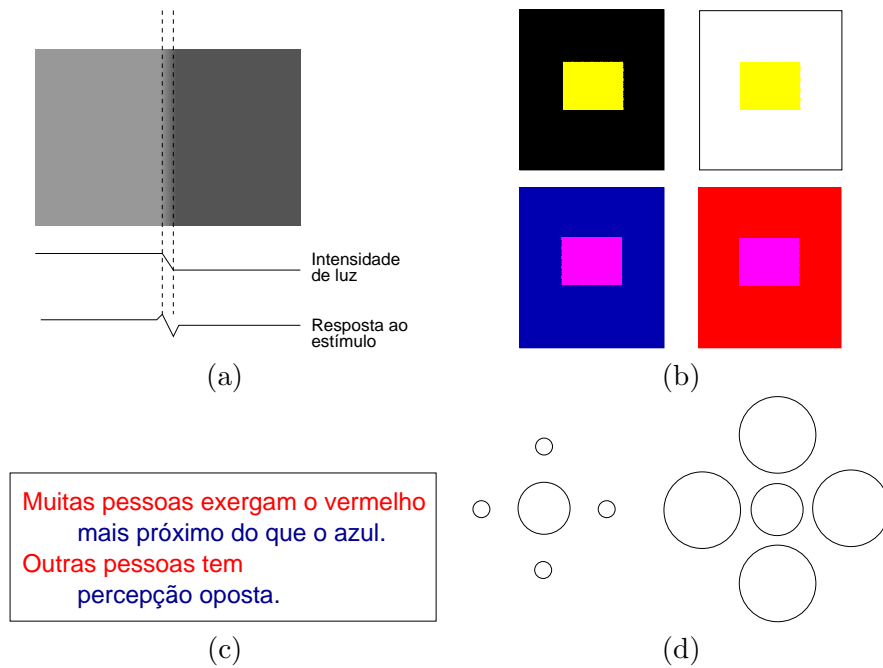 Intensidade
de luz
Resposta ao
estímulo
(a)
(b)
Muitas pessoas exergam o vermelho
mais próximo do que o azul.
Outras pessoas tem
percepção oposta.
(c)
(d)